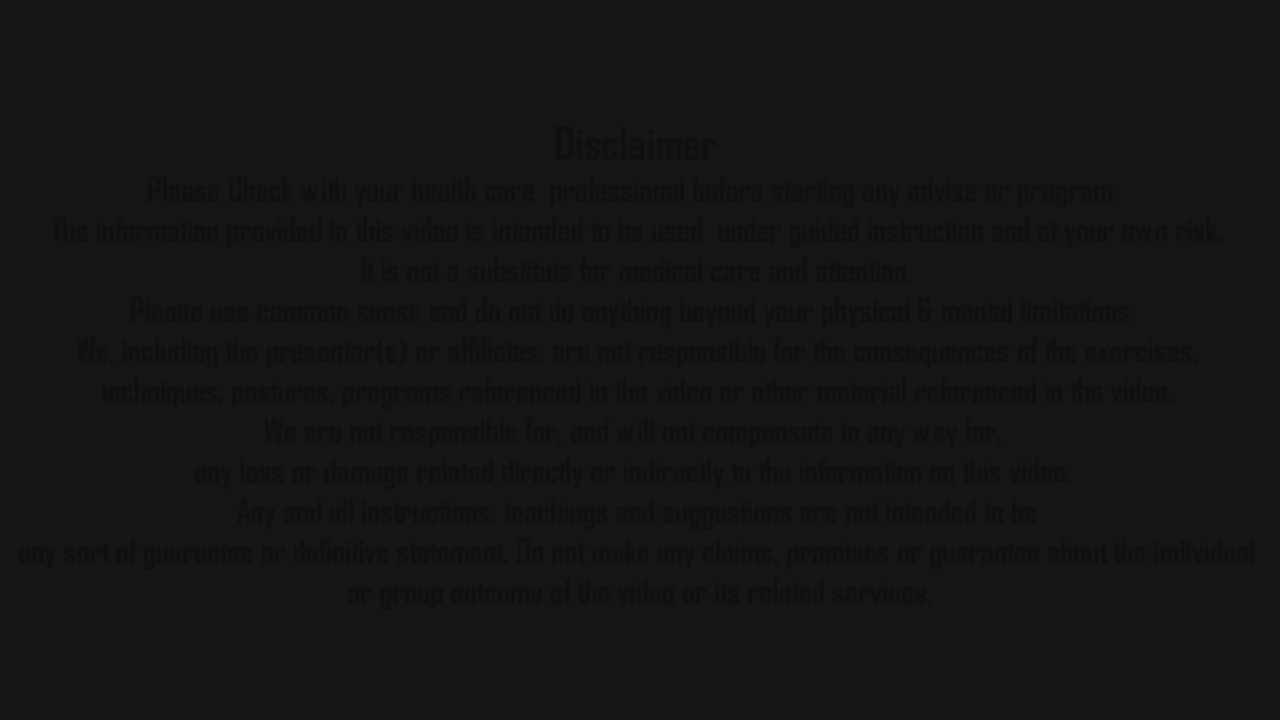 Disclaimer
Please Check with your health care professional before starting any advise or program.
The information provided in this video is intended to be used under guided instruction and at your own risk.
It is not a substitute for medical care and attention.
Please use common sense and do not do anything beyond your physical & mental limitations.
We, including the presenter(s) or affiliates, are not responsible for the consequences of the exercises,
techniques, postures, programs referenced in the video or other material referenced in the video.
We are not responsible for, and will not compensate in any way for,
any loss or damage related directly or indirectly to the information on this video.
Any and all instructions, teachings and suggestions are not intended to be
any sort of guarantee or definitive statement. Do not make any claims, promises or guarantee about the individual
or group outcome of the video or its related services.